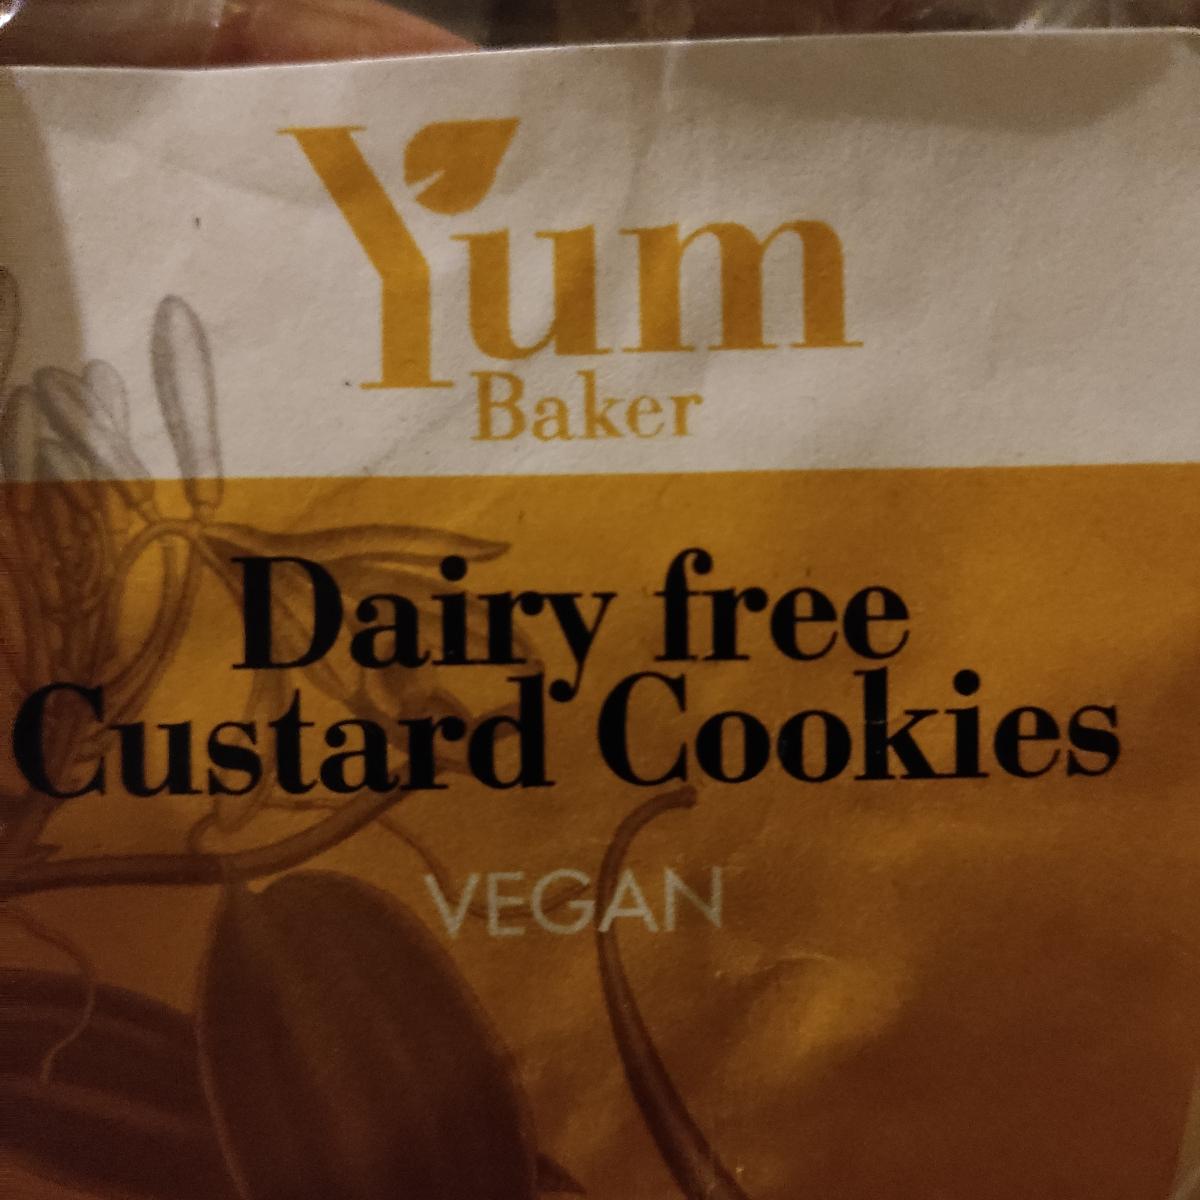 Yum
Baker
Dairy free
Custard Cookies
VEGAN